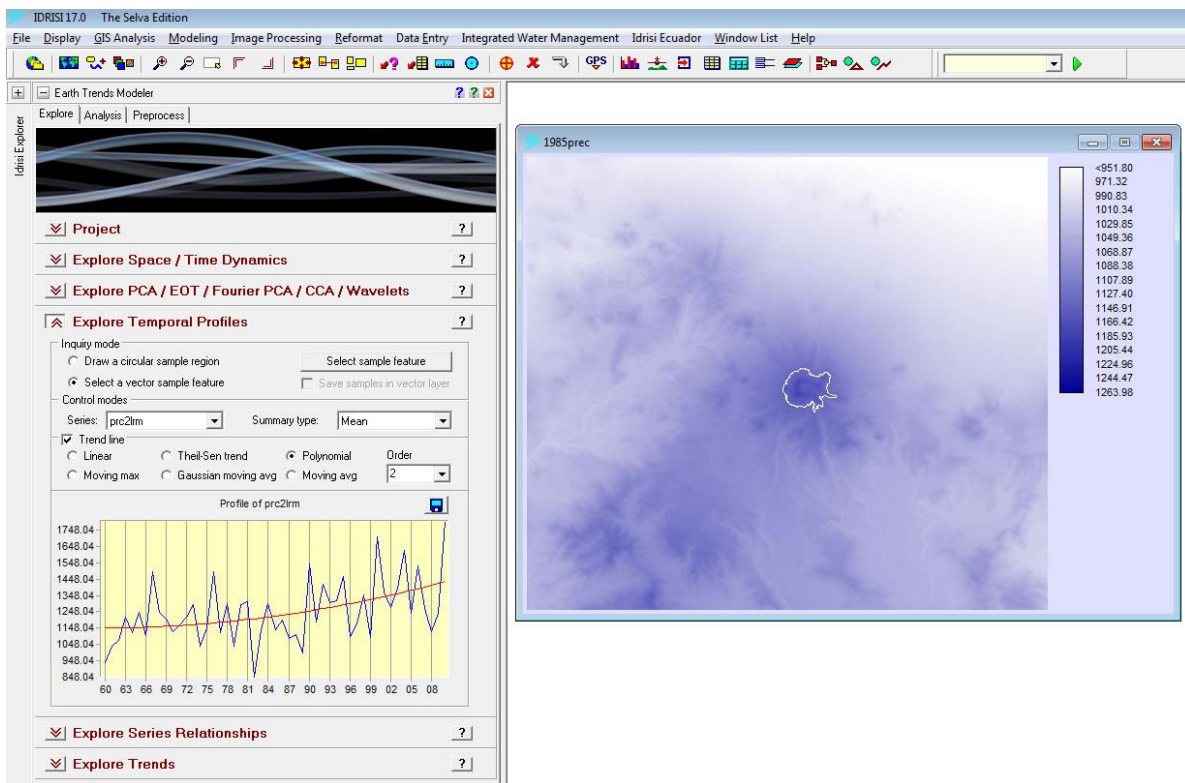 IDRISI 17.0 The Selva Edition
File Display GIS Analysis Modeling Image Processing Reformat Data Entry Integrated Water Management Idrisi Ecuador Window List Help
GPS
Idrisi Explorer
Earth Trends Modeler ? ?
Explore Analysis Preprocess
Project ?
Explore Space / Time Dynamics ?
Explore PCA / EOT / Fourier PCA / CCA / Wavelets ?
Explore Temporal Profiles ?
Inquiry mode
Draw a circular sample region Select sample feature
Select a vector sample feature Save samples in vector layer
Control modes
Series: prc2lrm Summary type: Mean
Trend line
Linear Theil-Sen trend Polynomial Order
Moving max Gaussian moving avg Moving avg 2
Profile of prc2lrm
1748.04
1648.04
1548.04
1448.04
1348.04
1248.04
1148.04
1048.04
948.04
848.04
60 63 66 69 72 75 78 81 84 87 90 93 96 99 02 05 08
Explore Series Relationships ?
Explore Trends ?
1985prec
<951.80
971.32
990.83
1010.34
1029.85
1049.36
1068.87
1088.38
1107.89
1127.40
1146.91
1166.42
1185.93
1205.44
1224.96
1244.47
1263.98